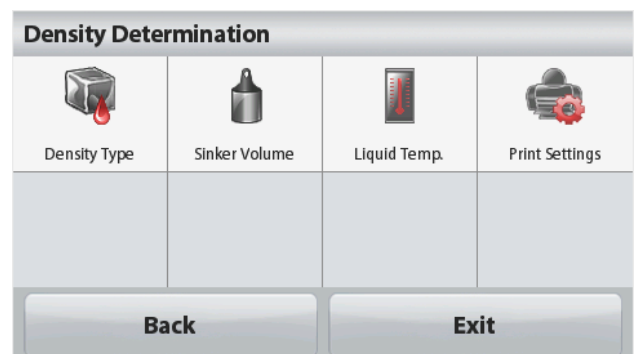 Density Determination
Density Type
Sinker Volume
Liquid Temp.
Print Settings
Back
Exit